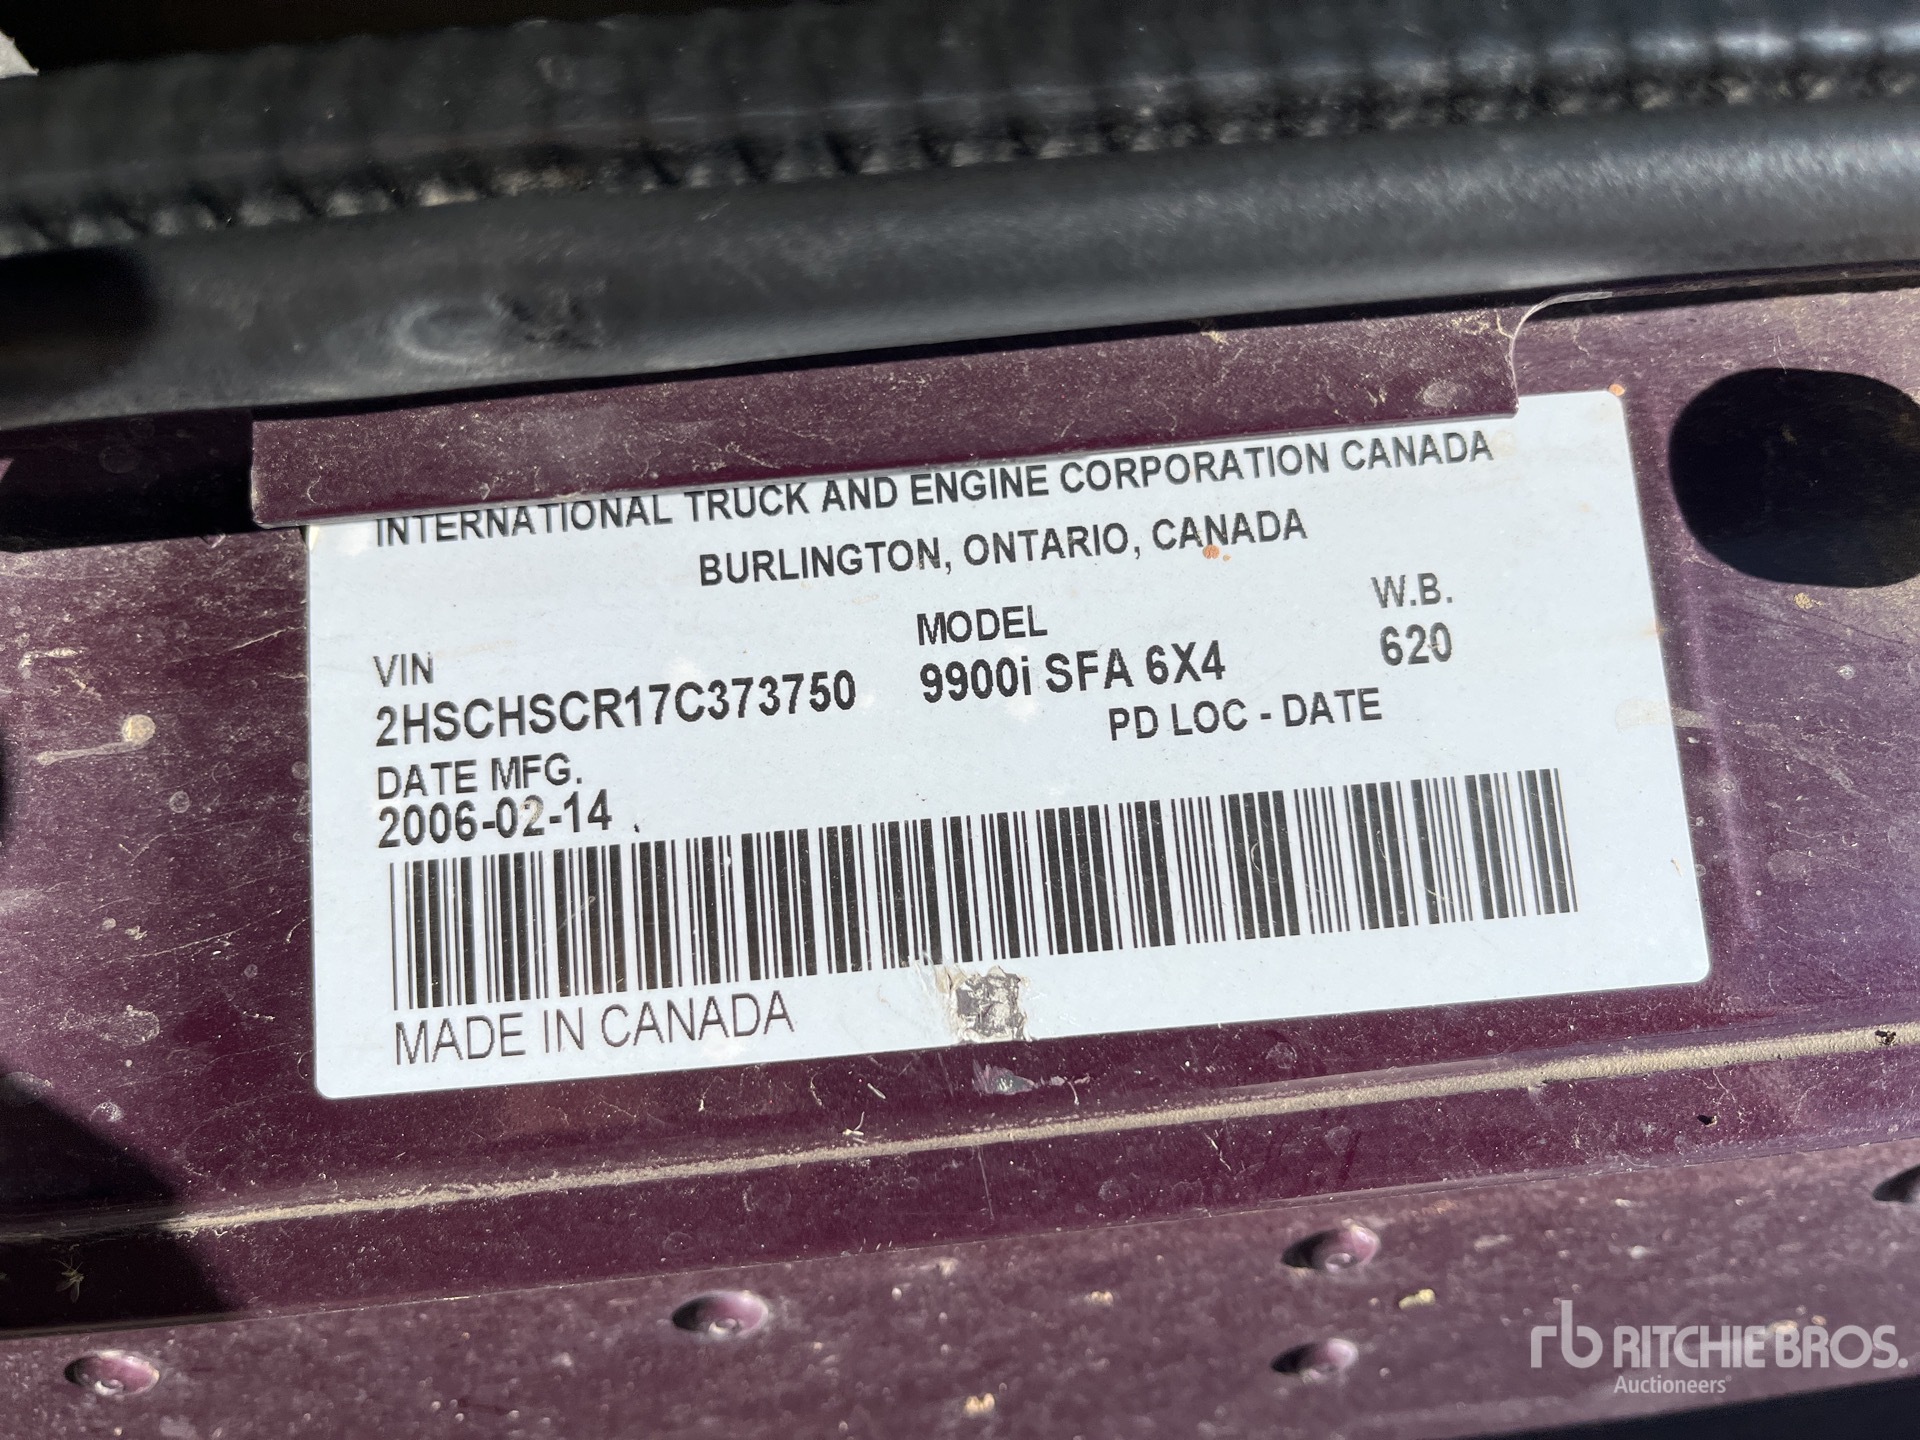 INTERNATIONAL TRUCK AND ENGINE CORPORATION CANADA
BURLINGTON, ONTARIO, CANADA
VIN MODEL W.B.
2HSCHSCR17C373750 9900i SFA 6X4 620
DATE MFG. PD LOC - DATE
2006-02-14
MADE IN CANADA
rb RITCHIE BROS.
Auctioneers